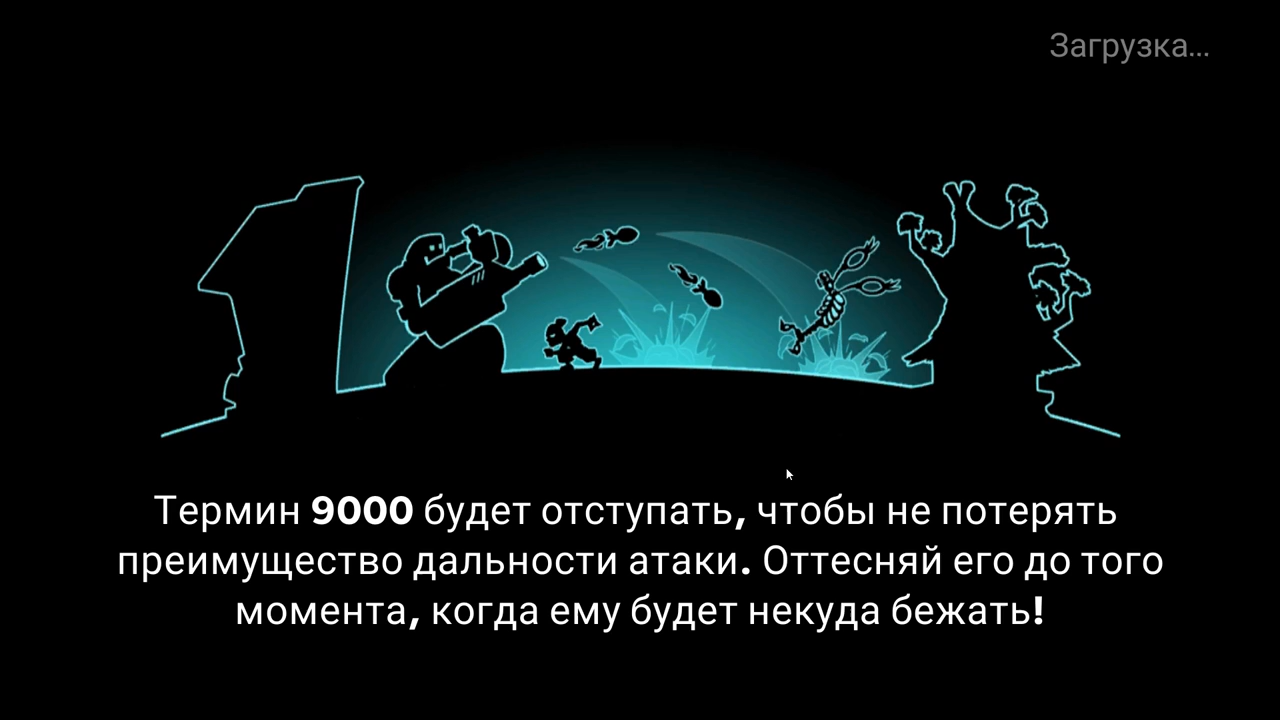 Загрузка...
Термин 9000 будет отступать, чтобы не потерять
преимущество дальности атаки. Оттесняй его до того
момента, когда ему будет некуда бежать!